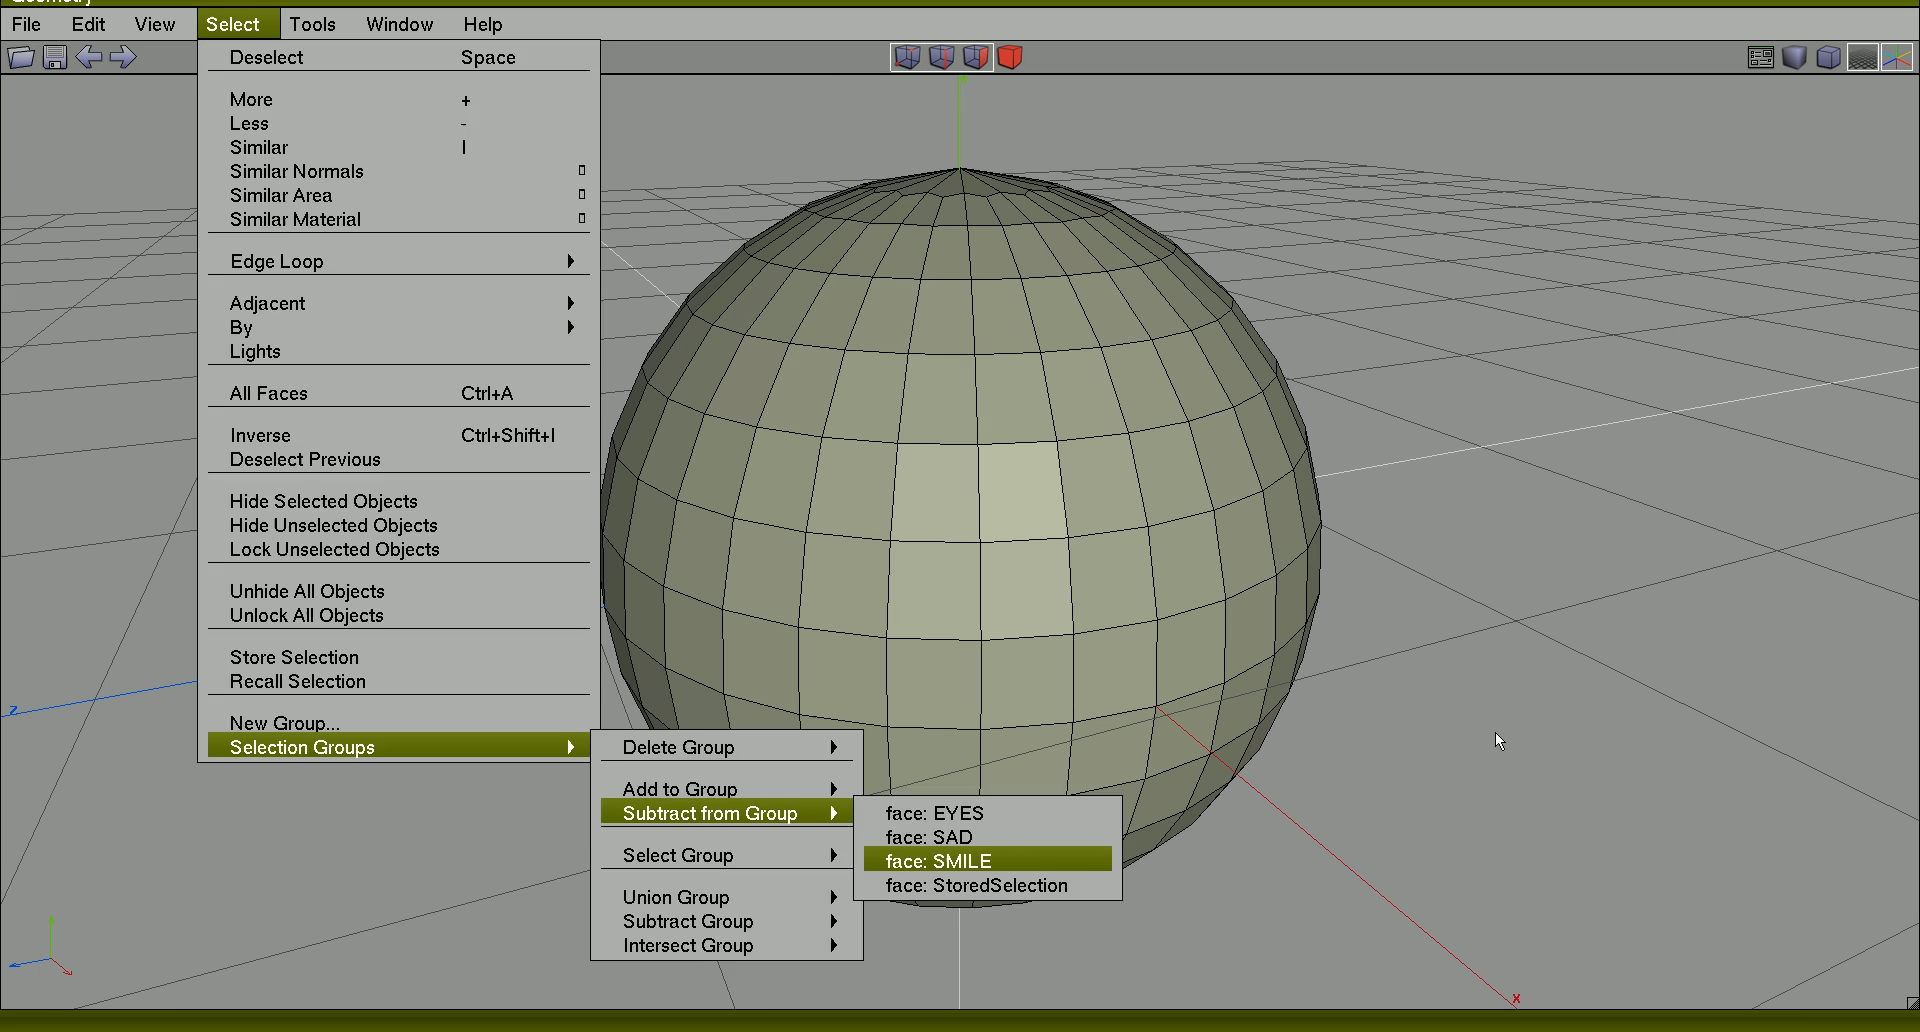 Geometry
File Edit View Select Tools Window Help
Deselect Space
More +
Less -
Similar I
Similar Normals
Similar Area
Similar Material
Edge Loop
Adjacent
By
Lights
All Faces Ctrl+A
Inverse Ctrl+Shift+I
Deselect Previous
Hide Selected Objects
Hide Unselected Objects
Lock Unselected Objects
Unhide All Objects
Unlock All Objects
Store Selection
Recall Selection
New Group...
Selection Groups
Delete Group
Add to Group
Subtract from Group
Select Group
Union Group
Subtract Group
Intersect Group
face: EYES
face: SAD
face: SMILE
face: StoredSelection
Z
X